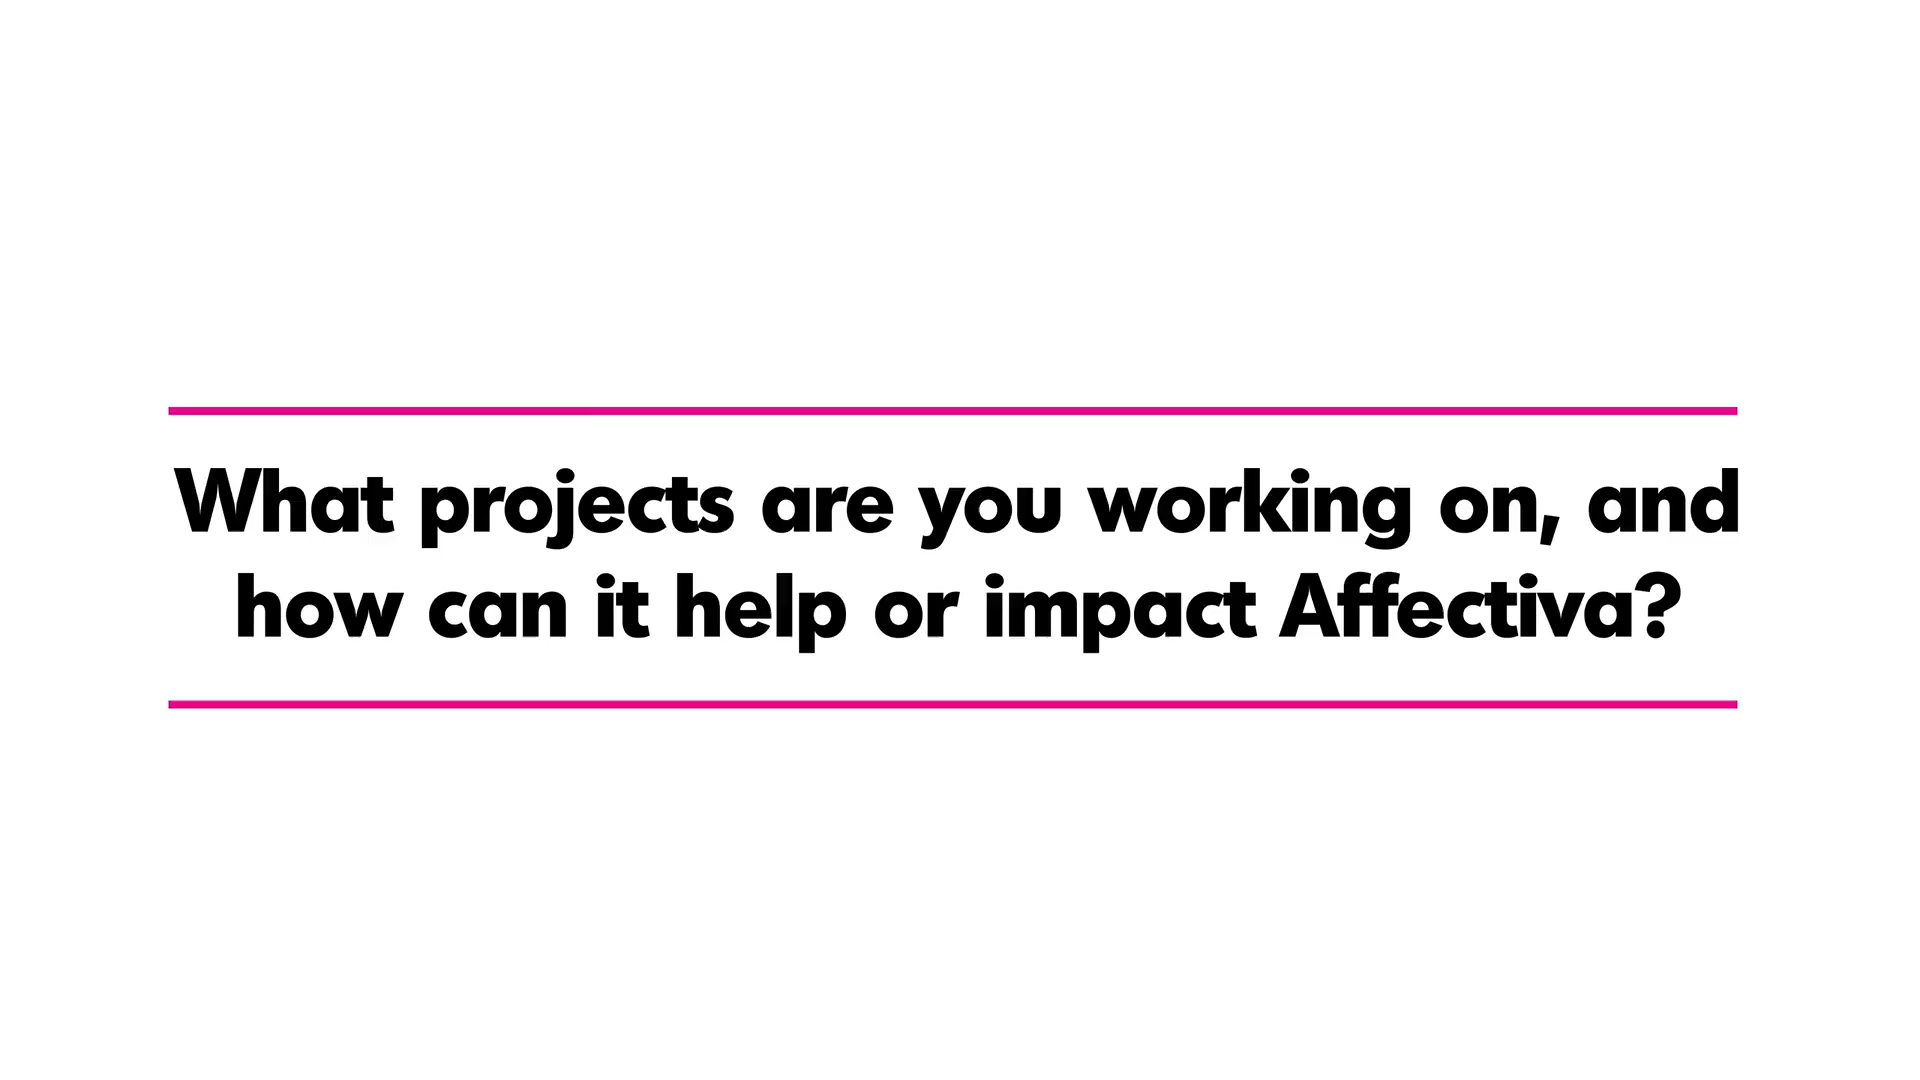 What projects are you working on, and
how can it help or impact Affectiva?